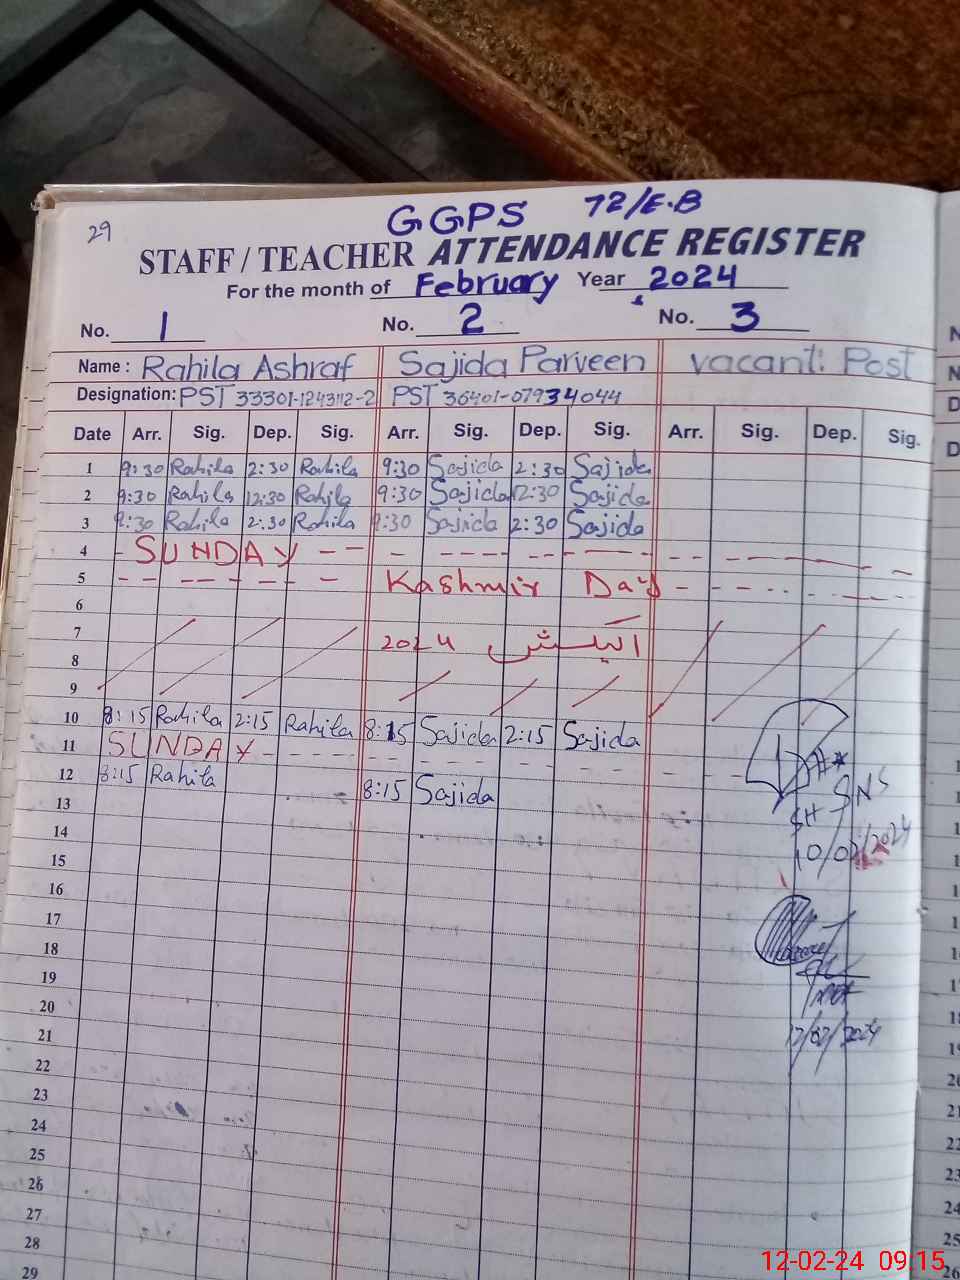 29
GGPS 72/E.B
STAFF / TEACHER ATTENDANCE REGISTER
For the month of February Year 2024
No. 1 No. 2 No. 3
Name : Rahila Ashraf Sajida Parveen vacant: Post
Designation: PST 33301-1243112-2 PST 36401-07934044
Date Arr. Sig. Dep. Sig. Arr. Sig. Dep. Sig. Arr. Sig. Dep. Sig.
1 9:30 Rahila 2:30 Rahila 9:30 Sajida 2:30 Sajida
2 9:30 Rahila 12:30 Rahila 9:30 Sajida 12:30 Sajida
3 9:30 Rahila 2:30 Rahila 9:30 Sajida 2:30 Sajida
4 SUNDAY
5 Kashmir Day
6
7 2024 الیکشن
8
9
10 8:15 Rahila 2:15 Rahila 8:15 Sajida 2:15 Sajida
11 SUNDAY
12 8:15 Rahila 8:15 Sajida
13
14 SH SNS
15 10/02/2024
16
17
18
19
20
21 12/02/2024
22
23
24
25
26
27
28
29
12-02-24 09:15